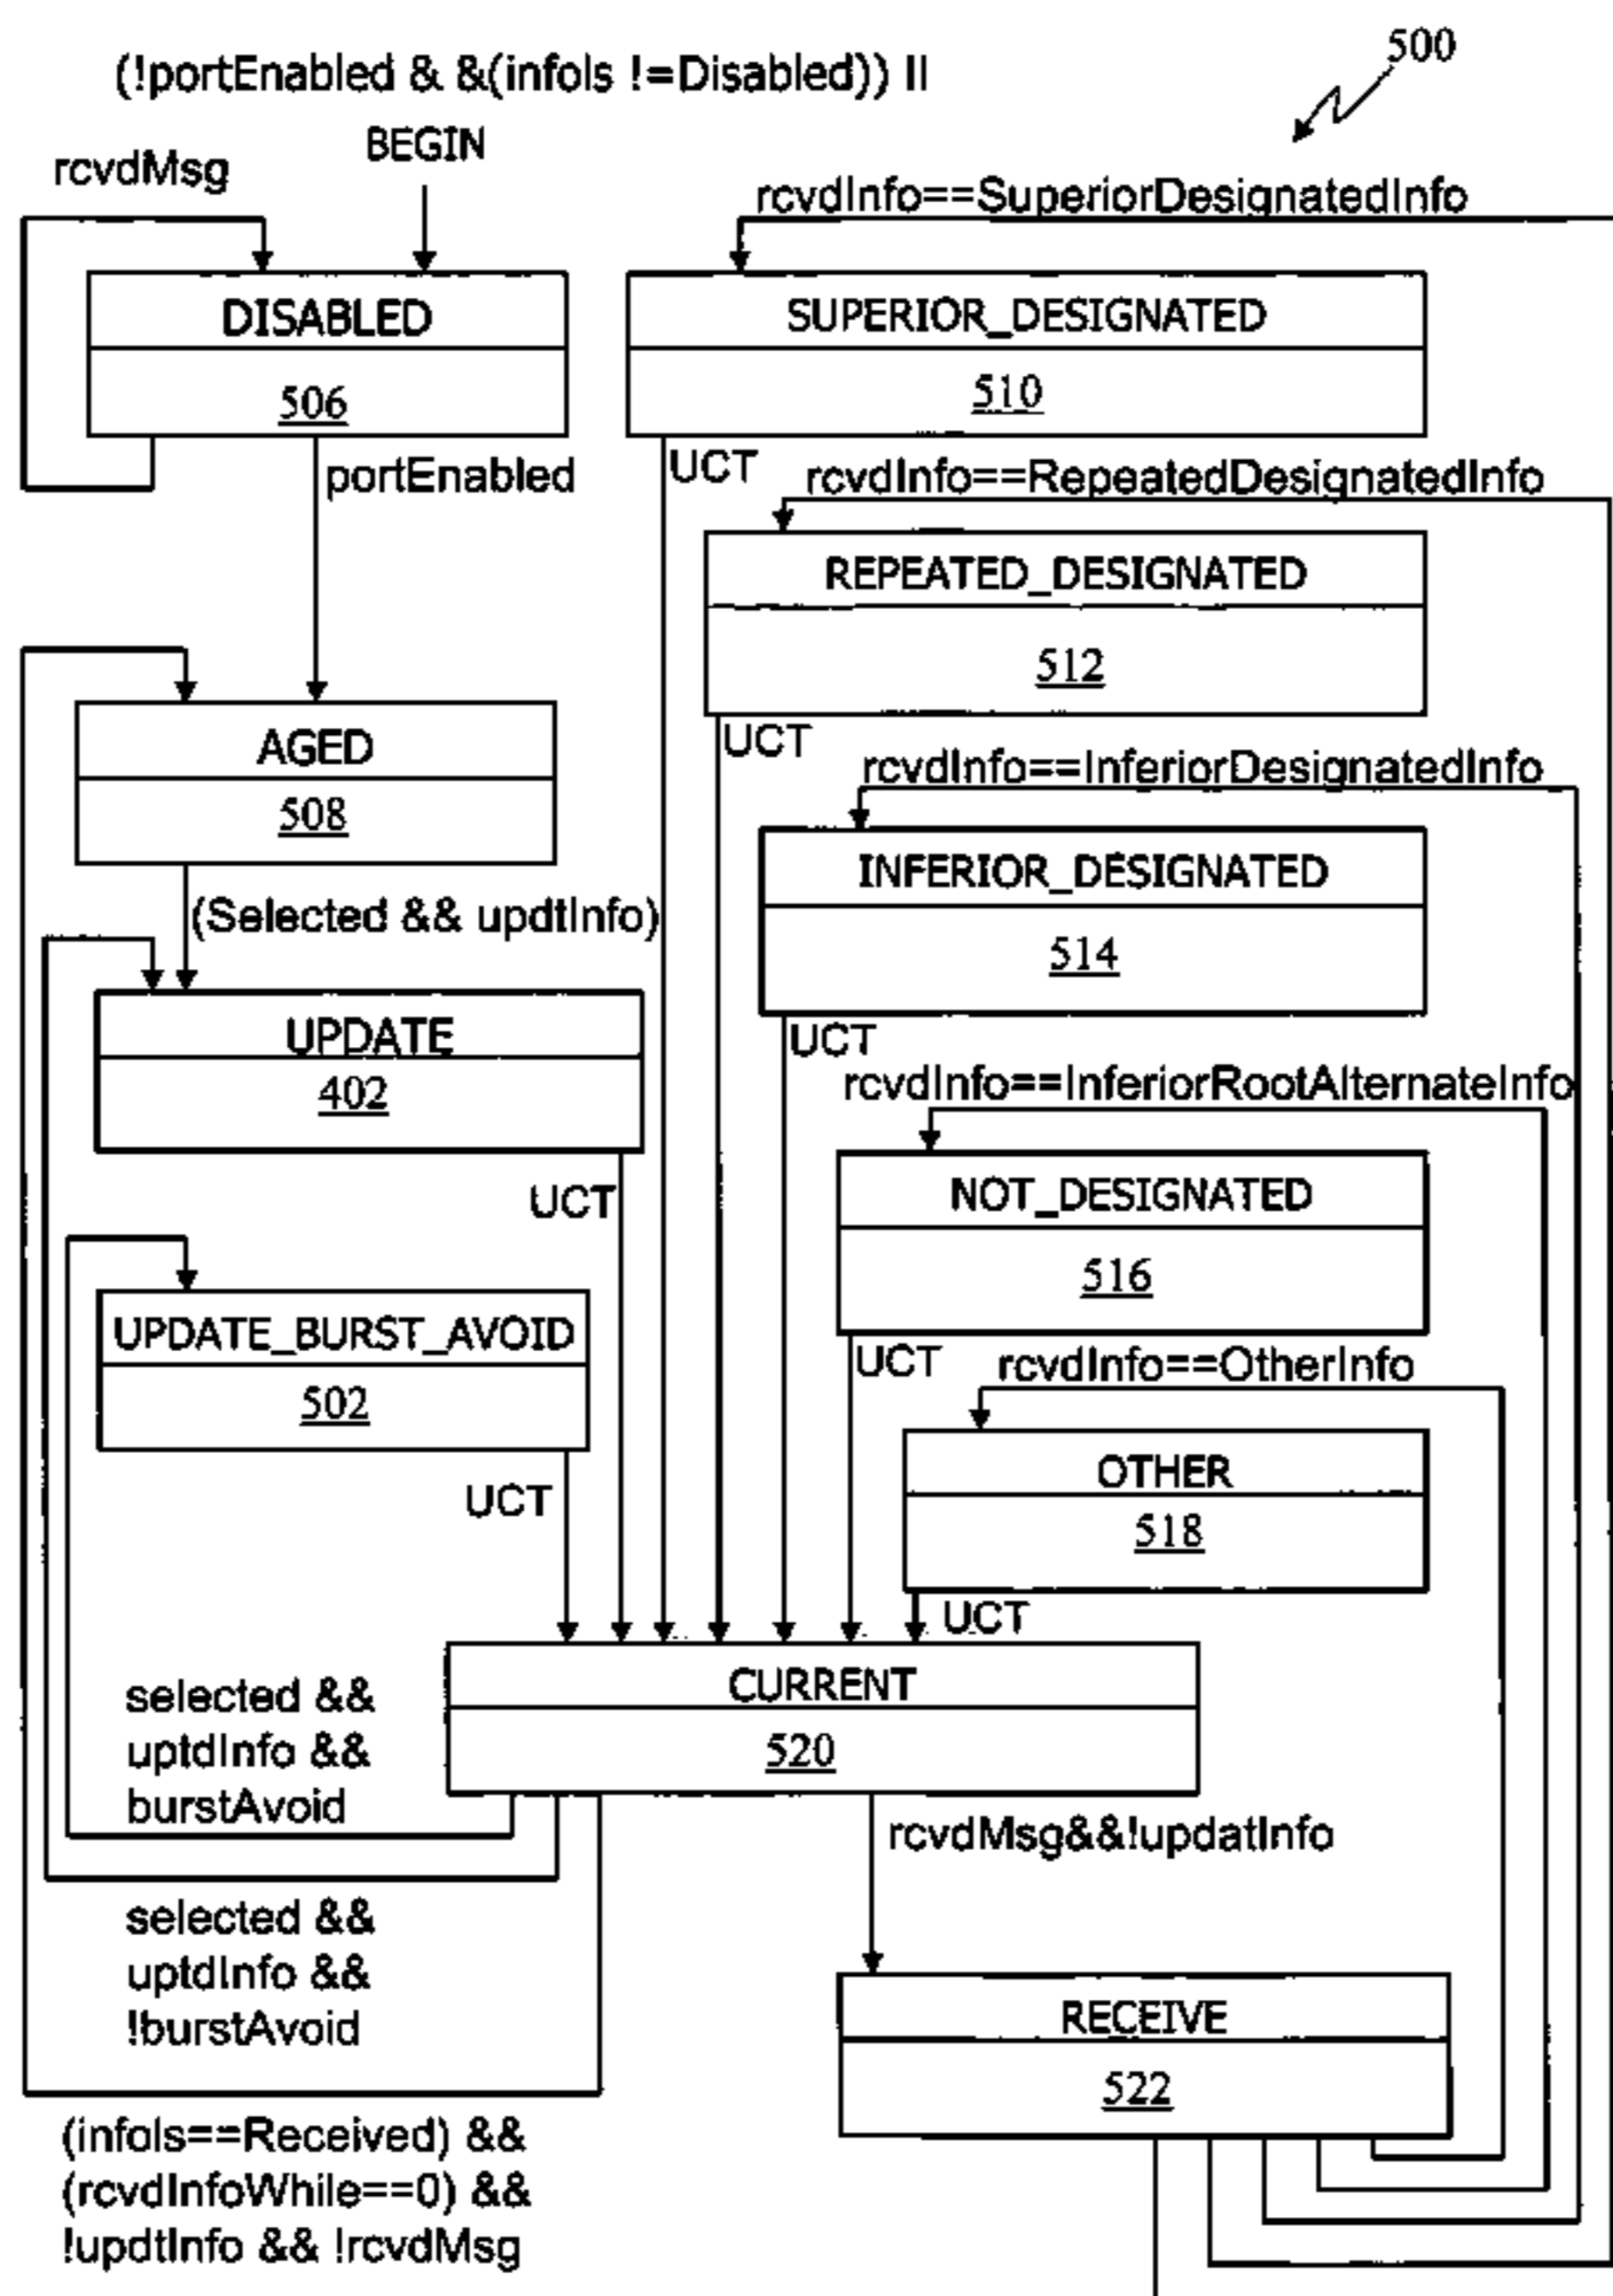 500
(!portEnabled & &(infoIs !=Disabled)) II
BEGIN
rcvdMsg
rcvdInfo==SuperiorDesignatedInfo
DISABLED
506
SUPERIOR_DESIGNATED
510
portEnabled
UCT
rcvdInfo==RepeatedDesignatedInfo
REPEATED_DESIGNATED
512
AGED
508
UCT
rcvdInfo==InferiorDesignatedInfo
INFERIOR_DESIGNATED
514
(Selected && updtInfo)
UPDATE
402
UCT
rcvdInfo==InferiorRootAlternateInfo
NOT_DESIGNATED
516
UCT
UPDATE_BURST_AVOID
502
UCT
rcvdInfo==OtherInfo
OTHER
518
UCT
UCT
CURRENT
520
selected &&
uptdInfo &&
burstAvoid
rcvdMsg&&!updatInfo
selected &&
uptdInfo &&
!burstAvoid
RECEIVE
522
(infoIs==Received) &&
(rcvdInfoWhile==0) &&
!updtInfo && !rcvdMsg